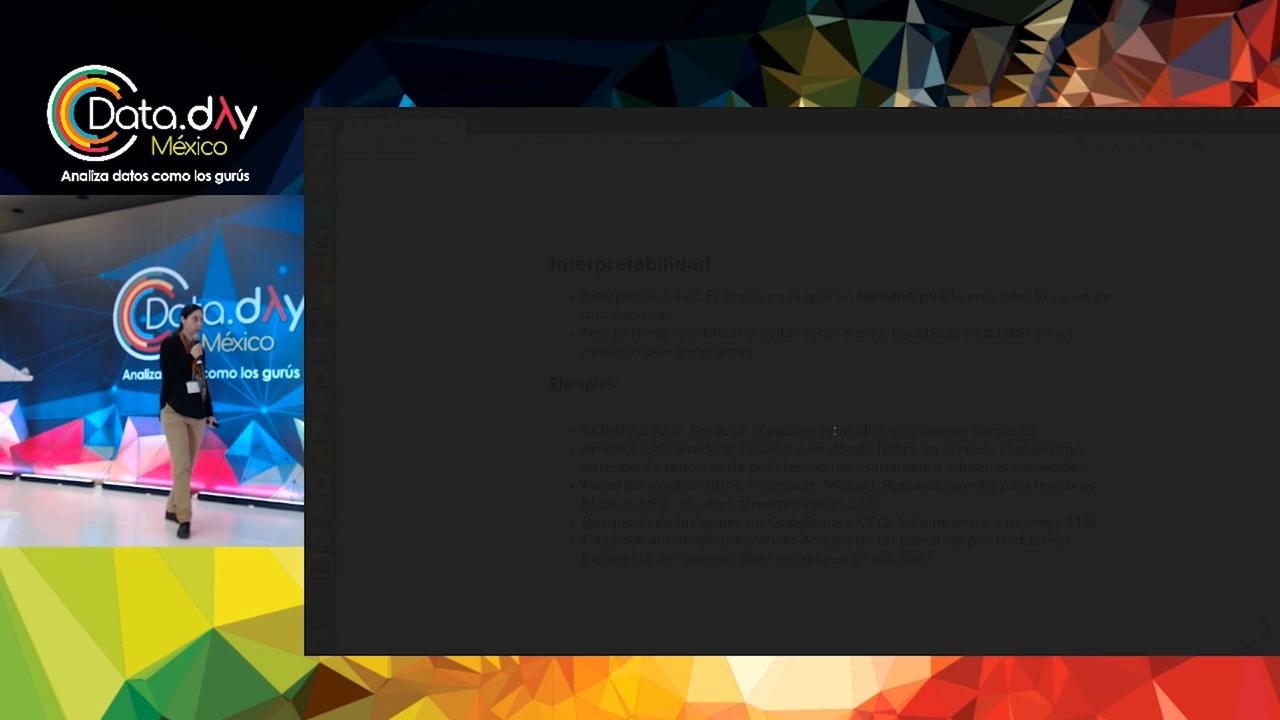 Data.dλy
México
Analiza datos como los gurús
Data.dλy
México
Analiza como los gurús
Interpretabilidad
• Interpretabilidad: El grado en el que un humano puede entender la causa de
una decisión.
• Nos permite identificar y evitar tener sesgo, injusticia, inequidad en los
modelos que generamos.
Ejemplos:
• COMPAS (US): Predecir si alguien reincidirá en cometer un delito
• PredPol (US): Predecir cuándo y en dónde habrá un crimen. El algoritmo
aprende de reportes de policías, no necesariamente crímenes cometidos.
• Facial Recognition (IBM, Microsoft, Megvii): Reconocimiento para hombres
blancos 99%, mujeres afroamericanas 35%
• Búsqueda de imágenes en Google para CEO: Solo muestra a mujeres 11%
• Facebook automatic translation: Arresto de un palestino por traducción
incorrecta de "buenos días" en hebreo a "atácalos"